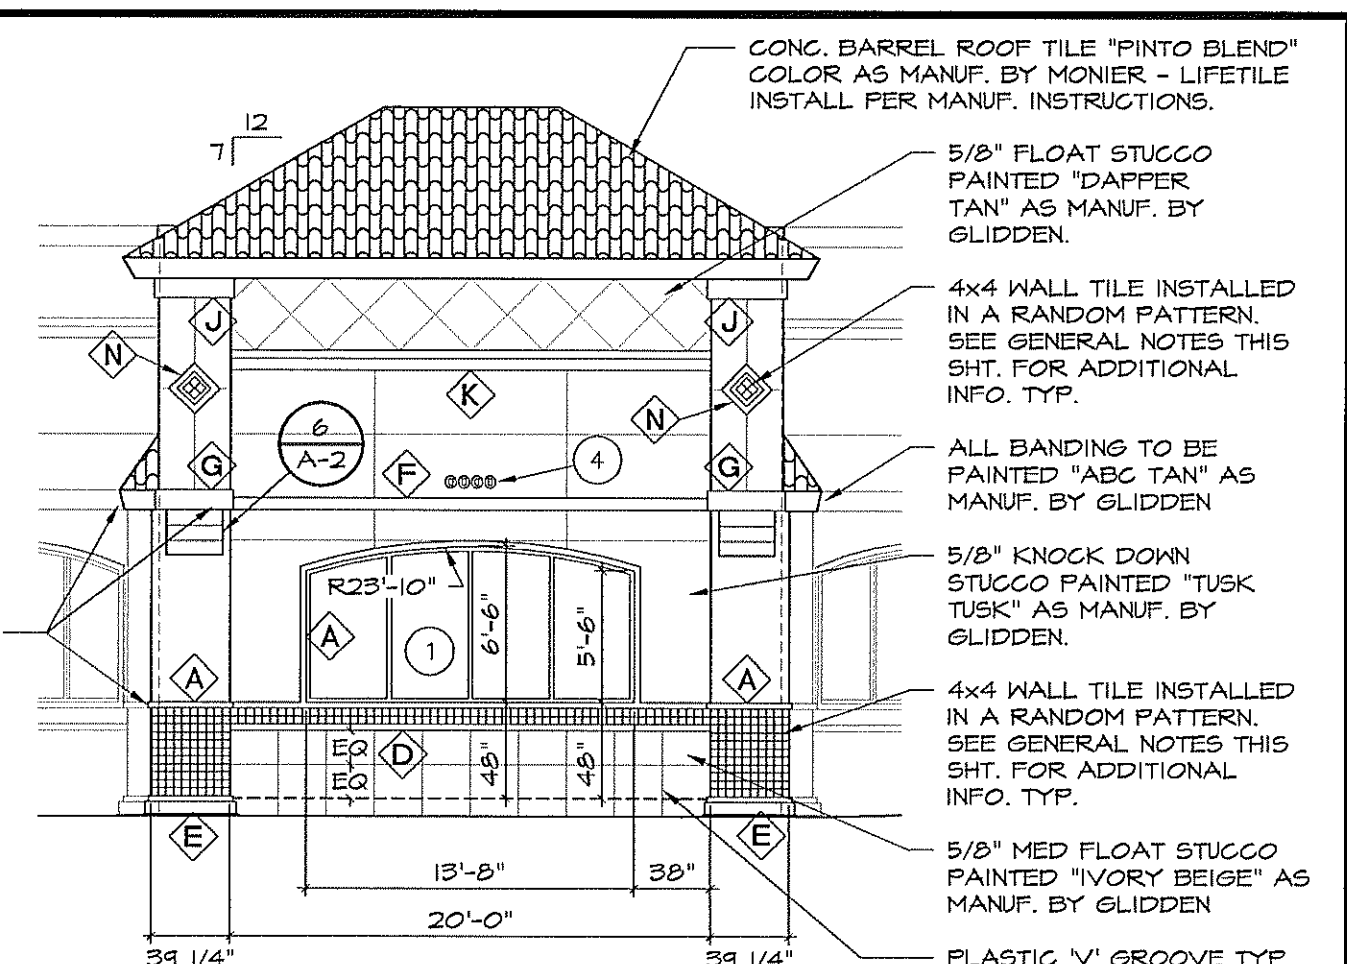 CONC. BARREL ROOF TILE "PINTO BLEND"
COLOR AS MANUF. BY MONIER - LIFETILE
INSTALL PER MANUF. INSTRUCTIONS.
12
7
5/8" FLOAT STUCCO
PAINTED "DAPPER
TAN" AS MANUF. BY
GLIDDEN.
4x4 WALL TILE INSTALLED
IN A RANDOM PATTERN.
SEE GENERAL NOTES THIS
SHT. FOR ADDITIONAL
INFO. TYP.
J
J
N
K
N
6
A-2
G
F
4
G
ALL BANDING TO BE
PAINTED "ABC TAN" AS
MANUF. BY GLIDDEN
5/8" KNOCK DOWN
STUCCO PAINTED "TUSK
TUSK" AS MANUF. BY
GLIDDEN.
R23'-10"
A
1
6'-6"
5'-6"
A
A
4x4 WALL TILE INSTALLED
IN A RANDOM PATTERN.
SEE GENERAL NOTES THIS
SHT. FOR ADDITIONAL
INFO. TYP.
EQ
D
EQ
48"
48"
E
E
5/8" MED FLOAT STUCCO
PAINTED "IVORY BEIGE" AS
MANUF. BY GLIDDEN
13'-8"
38"
20'-0"
39 1/4"
39 1/4"
PLASTIC 'V' GROOVE TYP